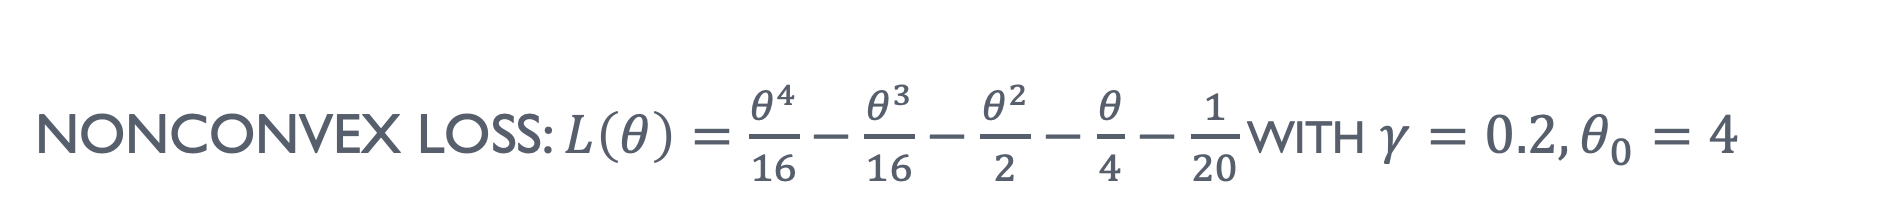 NONCONVEX LOSS: L(θ) = θ⁴/16 − θ³/16 − θ²/2 − θ/4 − 1/20 WITH γ = 0.2, θ₀ = 4